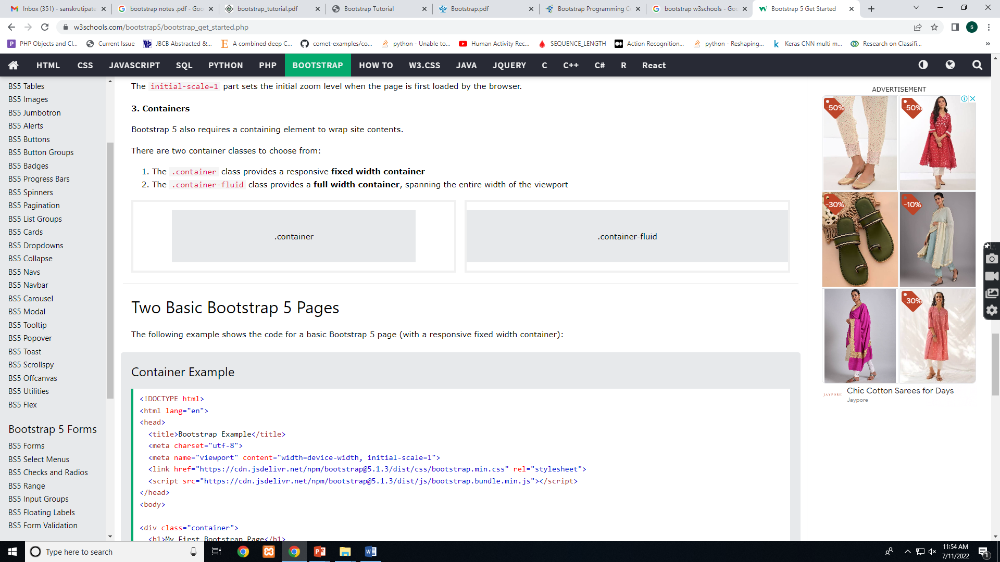 Inbox (351) - sanskrutipate
bootstrap notes .pdf - Goo
bootstrap_tutorial.pdf
Bootstrap Tutorial
Bootstrap.pdf
Bootstrap Programming C
bootstrap w3schools - Goo
Bootstrap 5 Get Started
w3schools.com/bootstrap5/bootstrap_get_started.php
S
PHP Objects and Cl...
Current Issue
JBCB Abstracted &...
A combined deep C...
comet-examples/co...
python - Unable to...
Human Activity Rec...
SEQUENCE_LENGTH
Action Recognition...
python - Reshaping...
Keras CNN multi m...
Research on Classifi...
HTML CSS JAVASCRIPT SQL PYTHON PHP BOOTSTRAP HOW TO W3.CSS JAVA JQUERY C C++ C# R React
BS5 Tables
BS5 Images
BS5 Jumbotron
BS5 Alerts
BS5 Buttons
BS5 Button Groups
BS5 Badges
BS5 Progress Bars
BS5 Spinners
BS5 Pagination
BS5 List Groups
BS5 Cards
BS5 Dropdowns
BS5 Collapse
BS5 Navs
BS5 Navbar
BS5 Carousel
BS5 Modal
BS5 Tooltip
BS5 Popover
BS5 Toast
BS5 Scrollspy
BS5 Offcanvas
BS5 Utilities
BS5 Flex
Bootstrap 5 Forms
BS5 Forms
BS5 Select Menus
BS5 Checks and Radios
BS5 Range
BS5 Input Groups
BS5 Floating Labels
BS5 Form Validation
The initial-scale=1 part sets the initial zoom level when the page is first loaded by the browser.
3. Containers
Bootstrap 5 also requires a containing element to wrap site contents.
There are two container classes to choose from:
1. The .container class provides a responsive fixed width container
2. The .container-fluid class provides a full width container, spanning the entire width of the viewport
.container
.container-fluid
Two Basic Bootstrap 5 Pages
The following example shows the code for a basic Bootstrap 5 page (with a responsive fixed width container):
Container Example
<!DOCTYPE html>
<html lang="en">
<head>
<title>Bootstrap Example</title>
<meta charset="utf-8">
<meta name="viewport" content="width=device-width, initial-scale=1">
<link href="https://cdn.jsdelivr.net/npm/bootstrap@5.1.3/dist/css/bootstrap.min.css" rel="stylesheet">
<script src="https://cdn.jsdelivr.net/npm/bootstrap@5.1.3/dist/js/bootstrap.bundle.min.js"></script>
</head>
<body>
<div class="container">
<h1>My First Bootstrap Page</h1>
ADVERTISEMENT
-50%
-50%
-30%
-10%
-30%
JAYPORE
Chic Cotton Sarees for Days
Jaypore
Type here to search
11:54 AM
7/11/2022
1